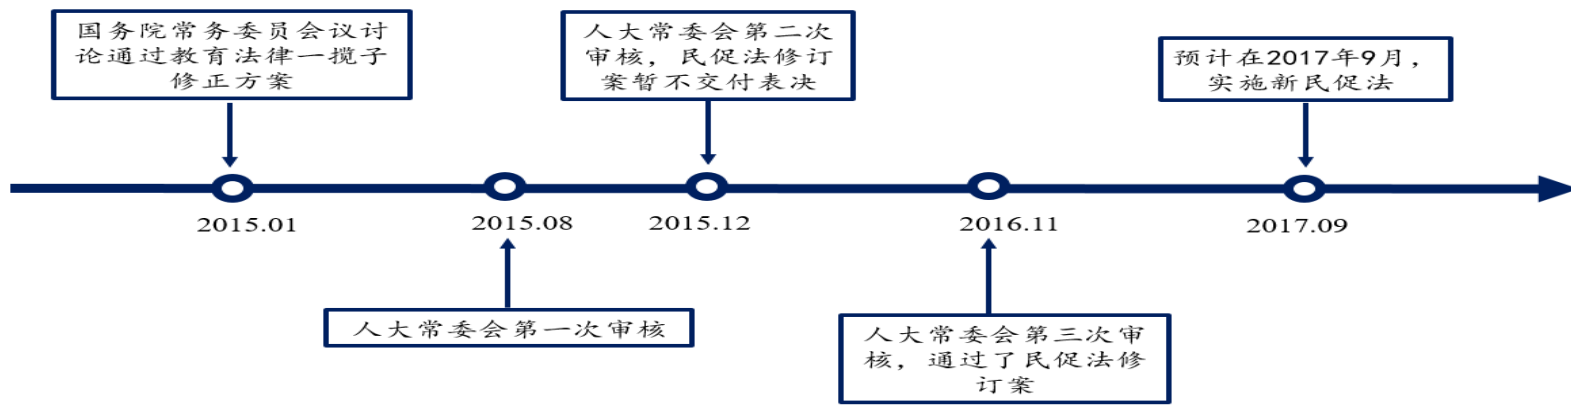 国务院常务委员会议讨
论通过教育法律一揽子
修正方案
人大常委会第二次
审核，民促法修订
案暂不交付表决
预计在2017年9月，
实施新民促法
2015.01
2015.08
2015.12
2016.11
2017.09
人大常委会第一次审核
人大常委会第三次审
核，通过了民促法修
订案